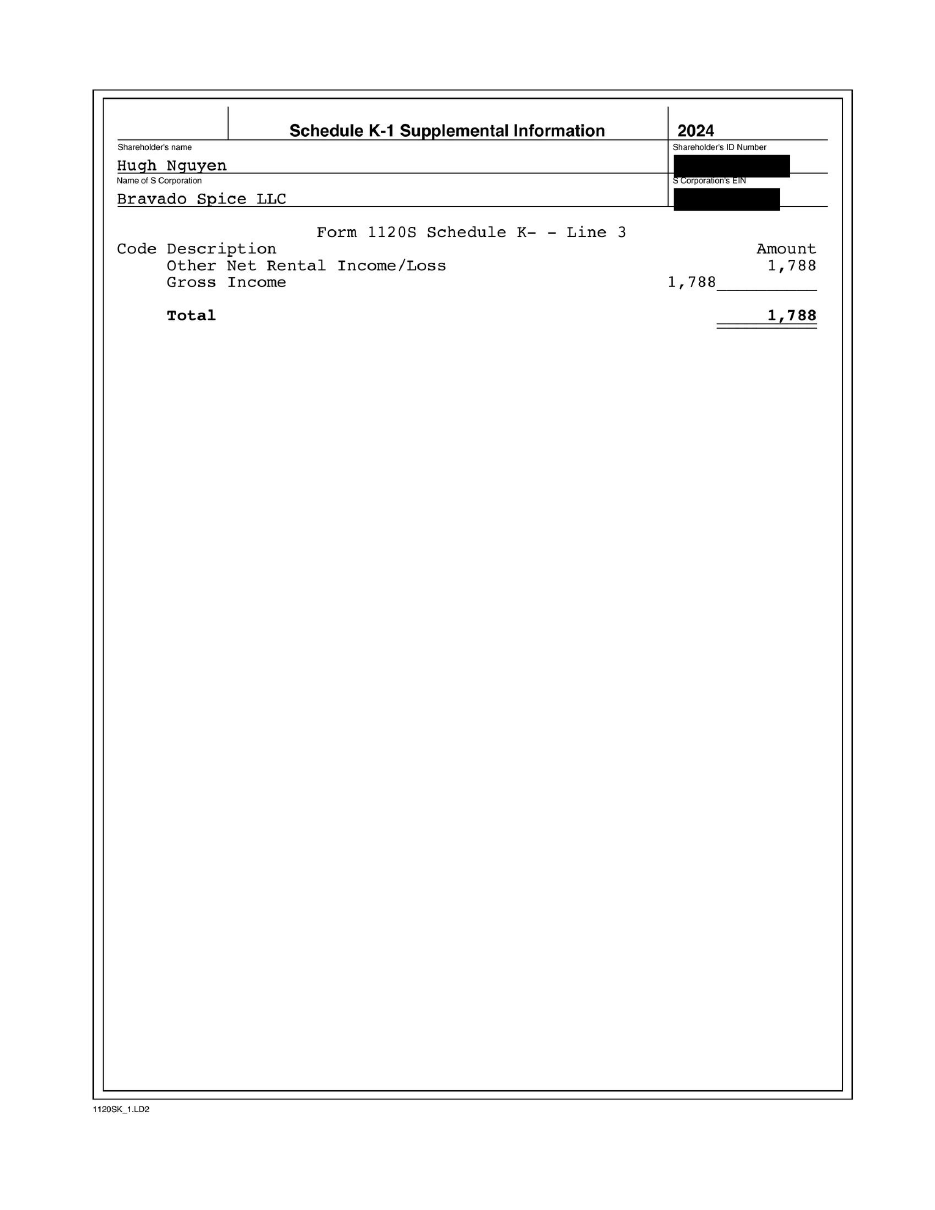 Schedule K-1 Supplemental Information 2024
Shareholder's name Shareholder's ID Number
Hugh Nguyen
Name of S Corporation S Corporation's EIN
Bravado Spice LLC
Form 1120S Schedule K- - Line 3
Code Description Amount
Other Net Rental Income/Loss 1,788
Gross Income 1,788
Total 1,788
1120SK_1.LD2